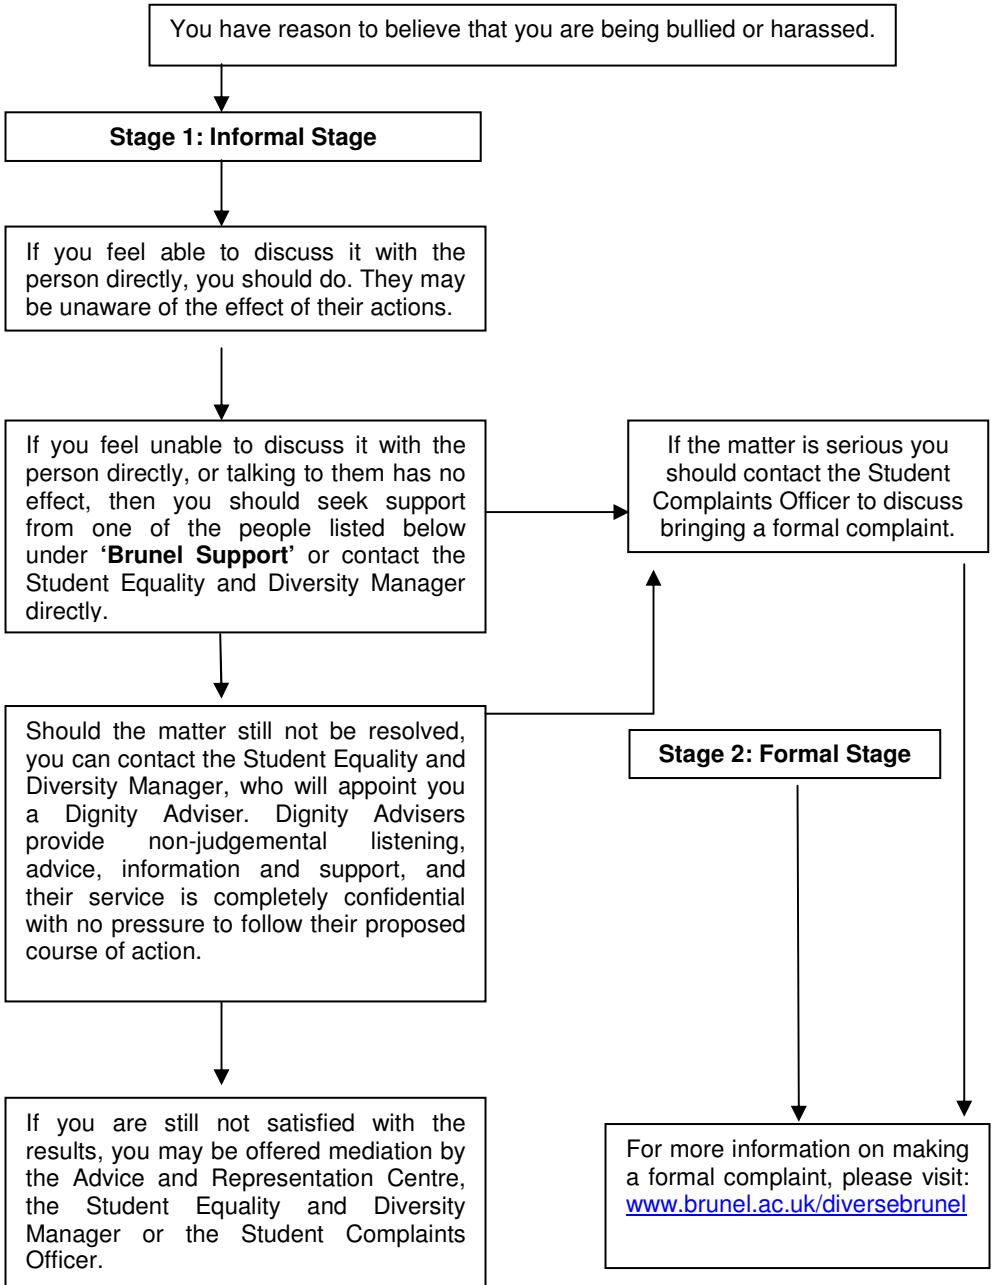 You have reason to believe that you are being bullied or harassed.
Stage 1: Informal Stage
If you feel able to discuss it with the
person directly, you should do. They may
be unaware of the effect of their actions.
If you feel unable to discuss it with the
person directly, or talking to them has no
effect, then you should seek support
from one of the people listed below
under ‘Brunel Support’ or contact the
Student Equality and Diversity Manager
directly.
If the matter is serious you
should contact the Student
Complaints Officer to discuss
bringing a formal complaint.
Should the matter still not be resolved,
you can contact the Student Equality and
Diversity Manager, who will appoint you
a Dignity Adviser. Dignity Advisers
provide non-judgemental listening,
advice, information and support, and
their service is completely confidential
with no pressure to follow their proposed
course of action.
Stage 2: Formal Stage
If you are still not satisfied with the
results, you may be offered mediation by
the Advice and Representation Centre,
the Student Equality and Diversity
Manager or the Student Complaints
Officer.
For more information on making
a formal complaint, please visit:
www.brunel.ac.uk/diversebrunel